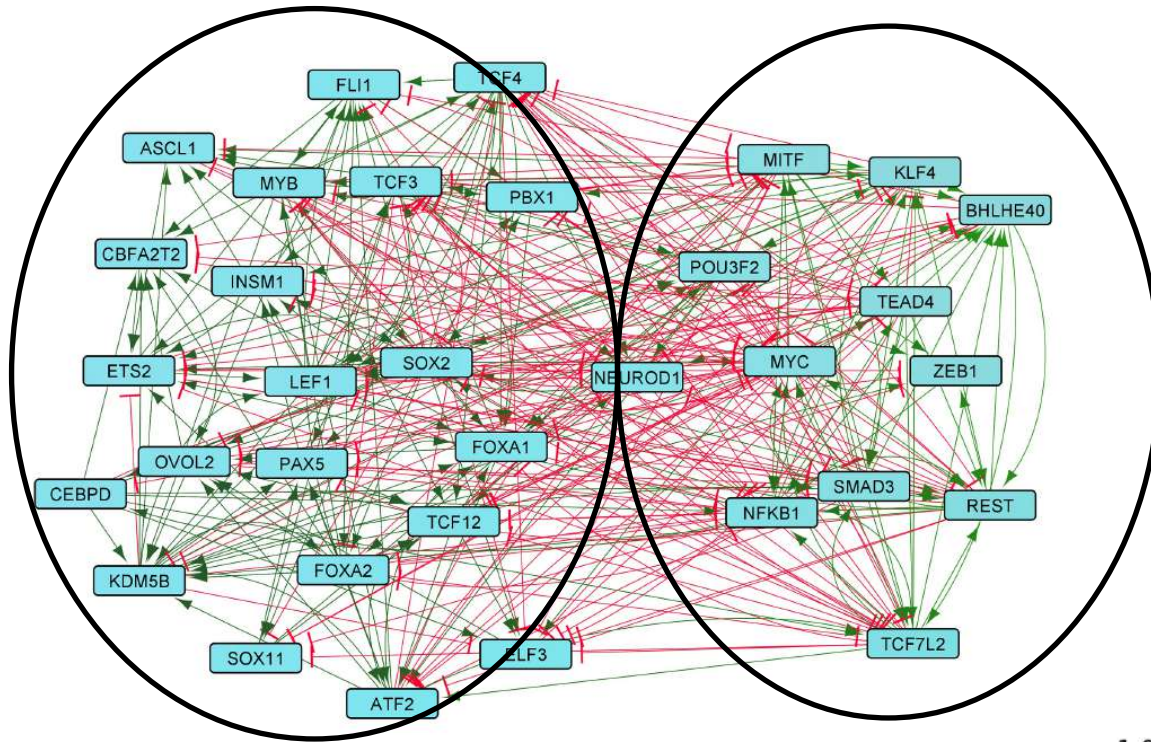 TCF4
FLI1
ASCL1
MITF
KLF4
MYB
TCF3
PBX1
BHLHE40
CBFA2T2
POU3F2
INSM1
TEAD4
SOX2
MYC
ETS2
LEF1
NEUROD1
ZEB1
FOXA1
OVOL2
PAX5
CEBPD
SMAD3
REST
NFKB1
TCF12
FOXA2
KDM5B
TCF7L2
ELF3
SOX11
ATF2